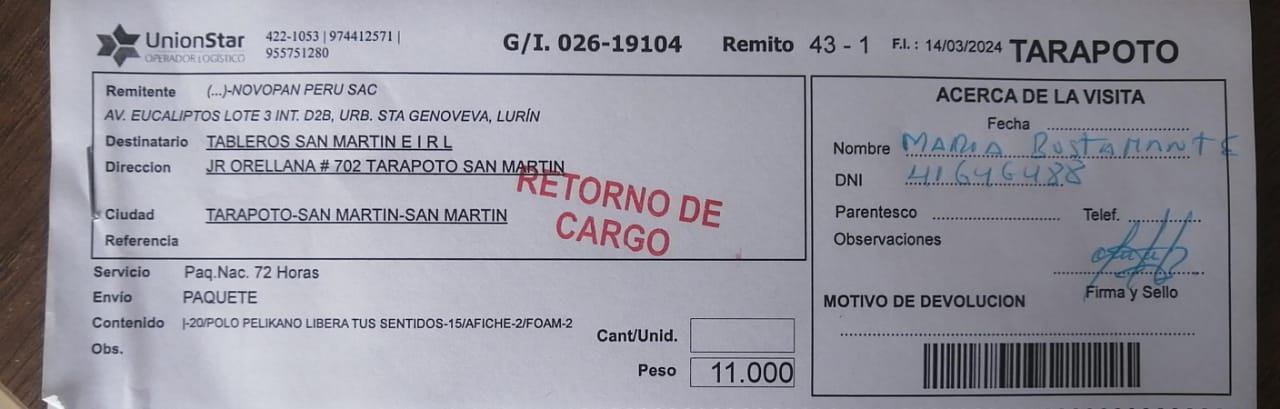 UnionStar
OPERADOR LOGÍSTICO
422-1053 | 974412571 |
955751280
G/I. 026-19104 Remito 43 - 1 F.I. : 14/03/2024 TARAPOTO
Remitente (...)-NOVOPAN PERU SAC
AV. EUCALIPTOS LOTE 3 INT. D2B, URB. STA GENOVEVA, LURÍN
Destinatario TABLEROS SAN MARTIN E I R L
Direccion JR ORELLANA # 702 TARAPOTO SAN MARTIN
RETORNO DE
CARGO
Ciudad TARAPOTO-SAN MARTIN-SAN MARTIN
Referencia
Servicio Paq.Nac. 72 Horas
Envío PAQUETE
Contenido |-20/POLO PELIKANO LIBERA TUS SENTIDOS-15/AFICHE-2/FOAM-2
Obs.
Cant/Unid.
Peso 11.000
ACERCA DE LA VISITA
Fecha
Nombre MARIA BUSTAMANTE
DNI 41646488
Parentesco Telef.
Observaciones
Firma y Sello
MOTIVO DE DEVOLUCION